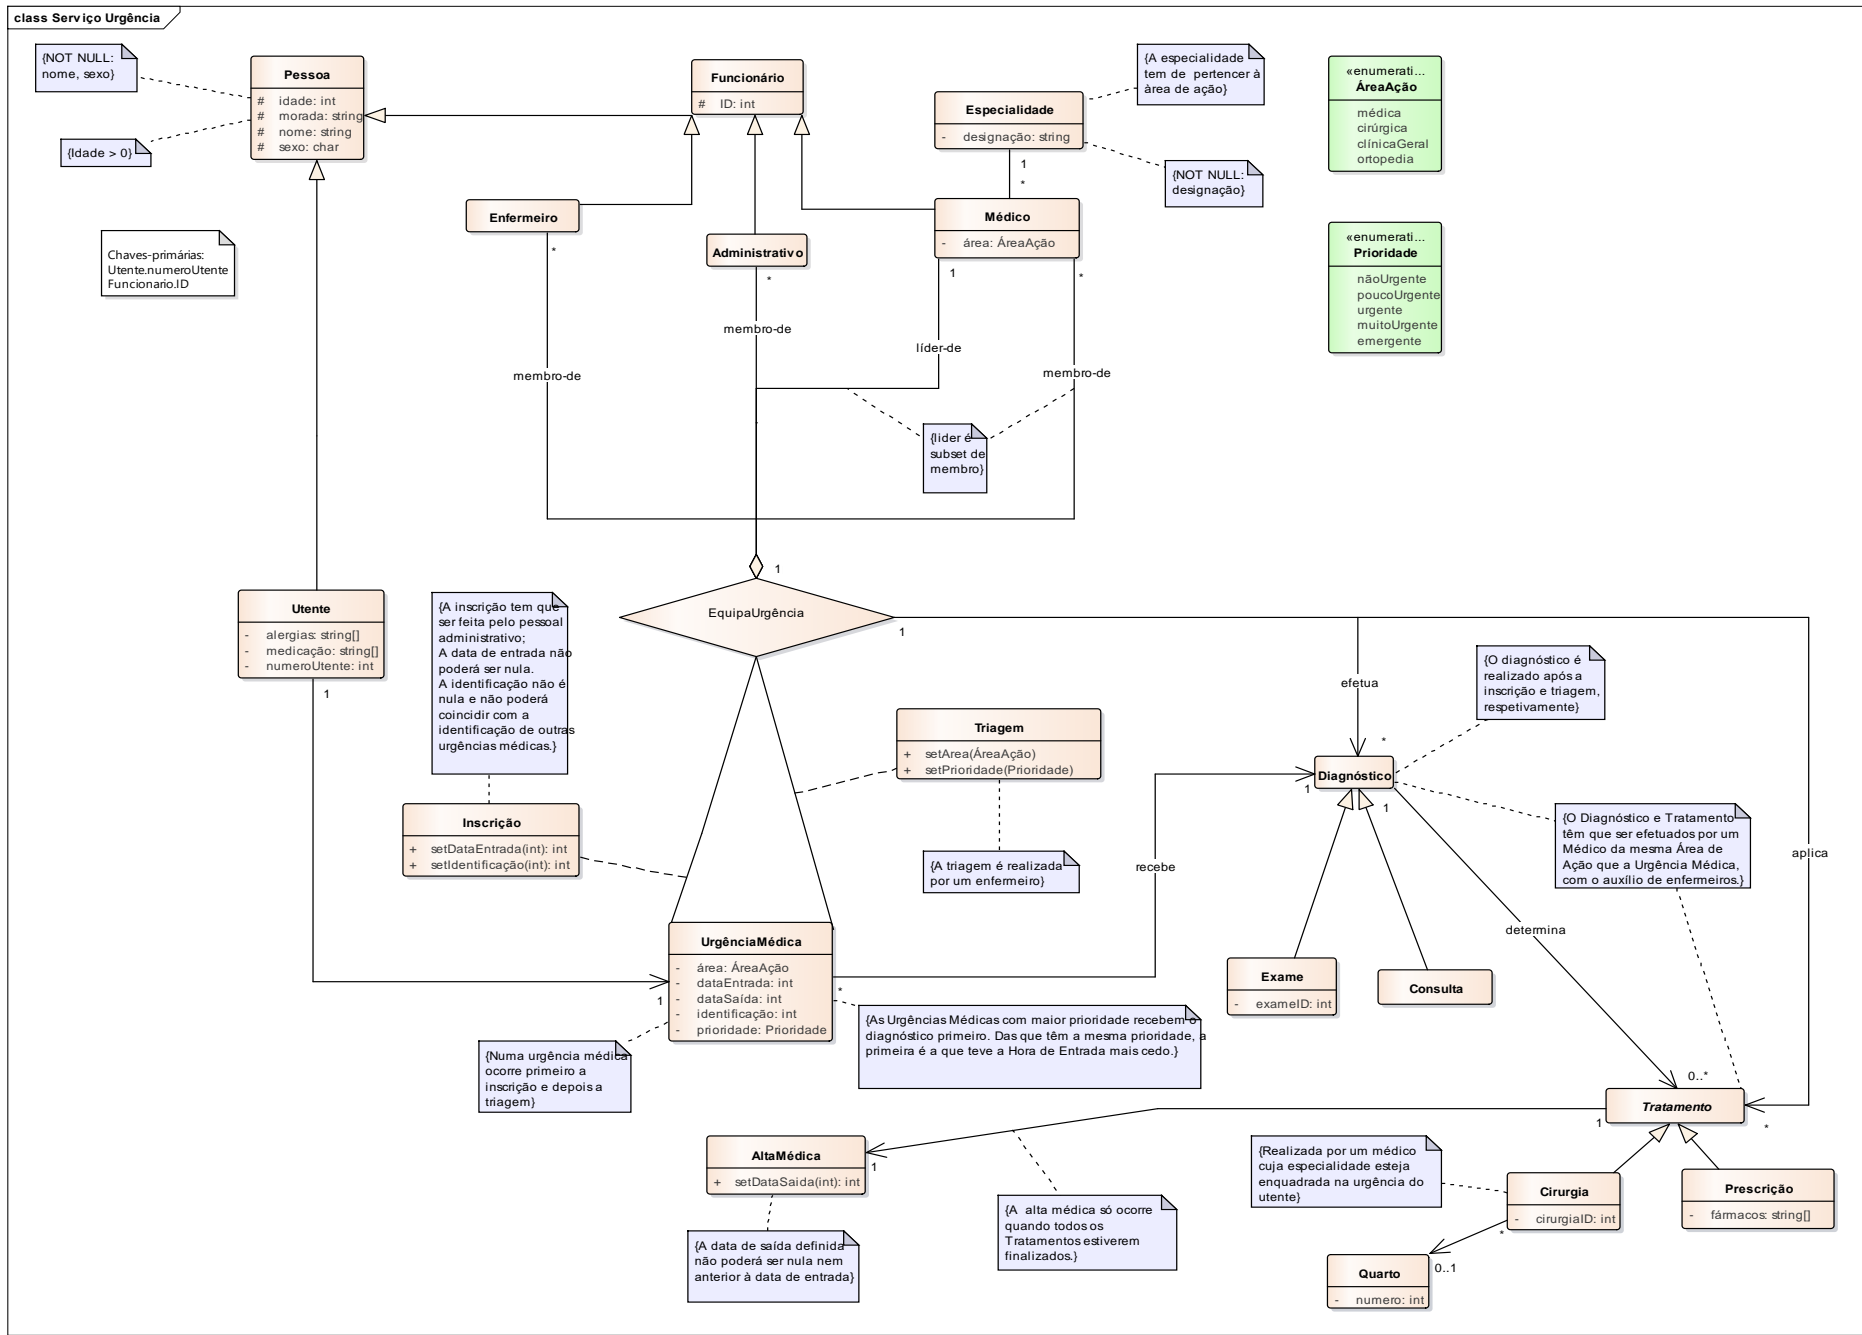 class Serviço Urgência
{NOT NULL:
nome, sexo}
{Idade > 0}
Pessoa
# idade: int
# morada: string
# nome: string
# sexo: char
Funcionário
# ID: int
Especialidade
- designação: string
{A especialidade
tem de pertencer à
àrea de ação}
{NOT NULL:
designação}
«enumerati...
ÁreaAção
médica
cirúrgica
clínicaGeral
ortopedia
«enumerati...
Prioridade
nãoUrgente
poucoUrgente
urgente
muitoUrgente
emergente
Chaves-primárias:
Utente.numeroUtente
Funcionario.ID
Enfermeiro
*
Administrativo
*
1
*
Médico
- área: ÁreaAção
1
*
membro-de
membro-de
líder-de
membro-de
{lider é
subset de
membro}
1
EquipaUrgência
1
Utente
- alergias: string[]
- medicação: string[]
- numeroUtente: int
1
{A inscrição tem que
ser feita pelo pessoal
administrativo;
A data de entrada não
poderá ser nula.
A identificação não é
nula e não poderá
coincidir com a
identificação de outras
urgências médicas.}
Inscrição
+ setDataEntrada(int): int
+ setIdentificação(int): int
Triagem
+ setArea(ÁreaAção)
+ setPrioridade(Prioridade)
{A triagem é realizada
por um enfermeiro}
efetua
*
{O diagnóstico é
realizado após a
inscrição e triagem,
respetivamente}
Diagnóstico
1
1
{O Diagnóstico e Tratamento
têm que ser efetuados por um
Médico da mesma Área de
Ação que a Urgência Médica,
com o auxílio de enfermeiros.}
aplica
recebe
determina
UrgênciaMédica
- área: ÁreaAção
- dataEntrada: int
- dataSaída: int
- identificação: int
- prioridade: Prioridade
1
*
{As Urgências Médicas com maior prioridade recebem o
diagnóstico primeiro. Das que têm a mesma prioridade, a
primeira é a que teve a Hora de Entrada mais cedo.}
{Numa urgência médica
ocorre primeiro a
inscrição e depois a
triagem}
Exame
- exameID: int
Consulta
0..*
Tratamento
1
*
AltaMédica
+ setDataSaida(int): int
1
{A data de saída definida
não poderá ser nula nem
anterior à data de entrada}
{A alta médica só ocorre
quando todos os
Tratamentos estiverem
finalizados.}
{Realizada por um médico
cuja especialidade esteja
enquadrada na urgência do
utente}
Cirurgia
- cirurgiaID: int
*
Prescrição
- fármacos: string[]
0..1
Quarto
- numero: int